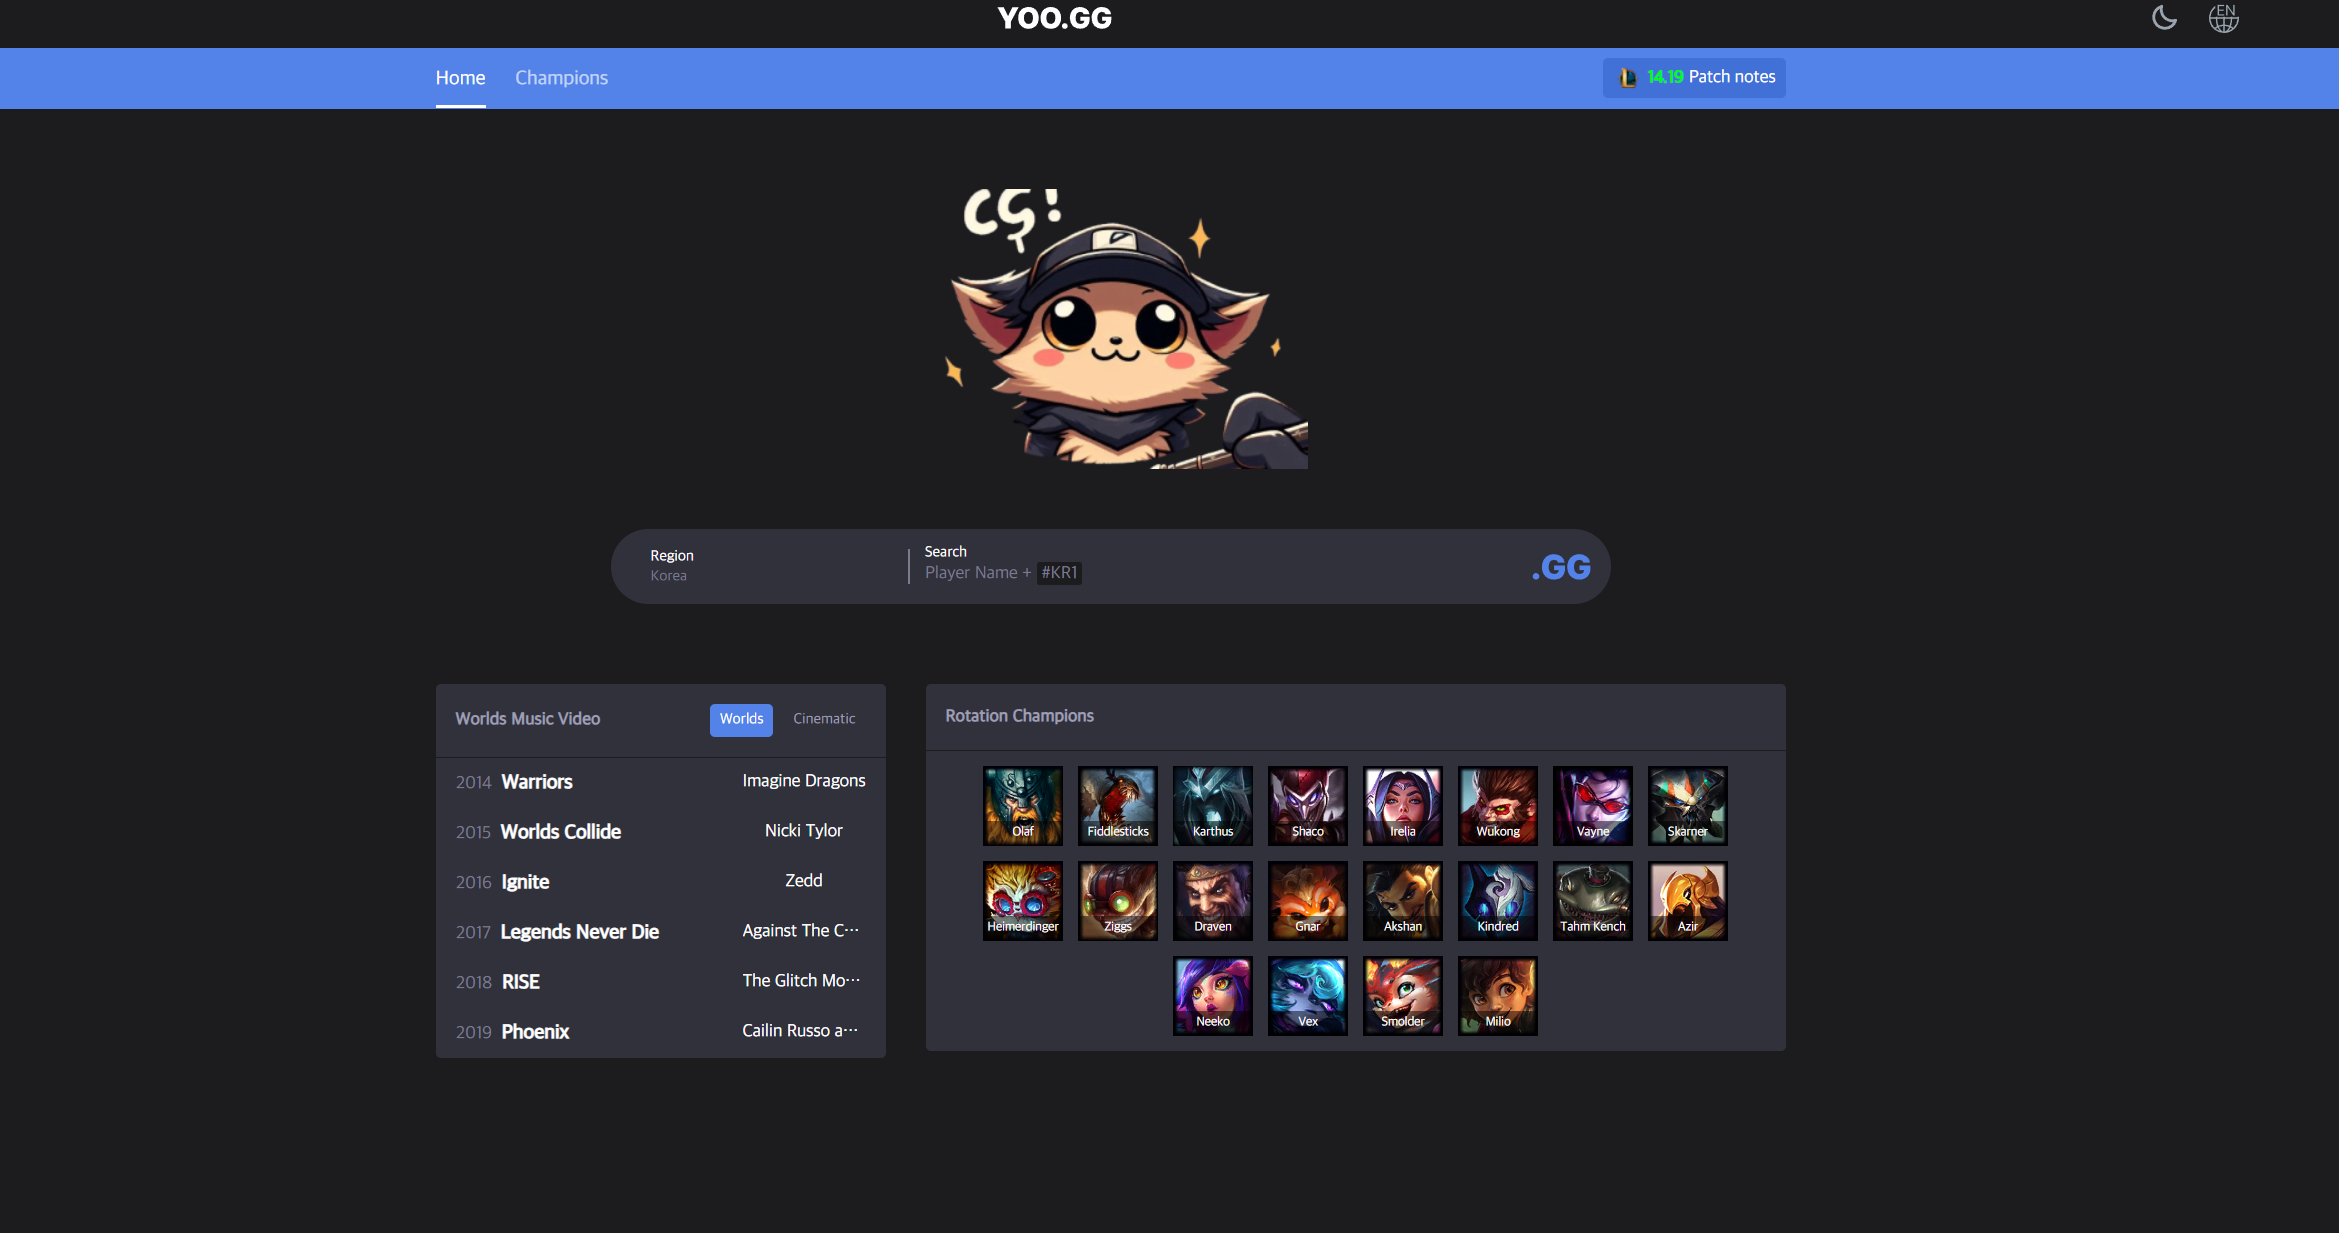 YOO.GG
EN
Home
Champions
14.19 Patch notes
Region
Korea
Search
Player Name + #KR1
.GG
Worlds Music Video
Worlds
Cinematic
2014 Warriors
Imagine Dragons
2015 Worlds Collide
Nicki Tylor
2016 Ignite
Zedd
2017 Legends Never Die
Against The C···
2018 RISE
The Glitch Mo···
2019 Phoenix
Cailin Russo a···
Rotation Champions
Olaf
Fiddlesticks
Karthus
Shaco
Irelia
Wukong
Vayne
Skarner
Heimerdinger
Ziggs
Draven
Gnar
Akshan
Kindred
Tahm Kench
Azir
Neeko
Vex
Smolder
Milio